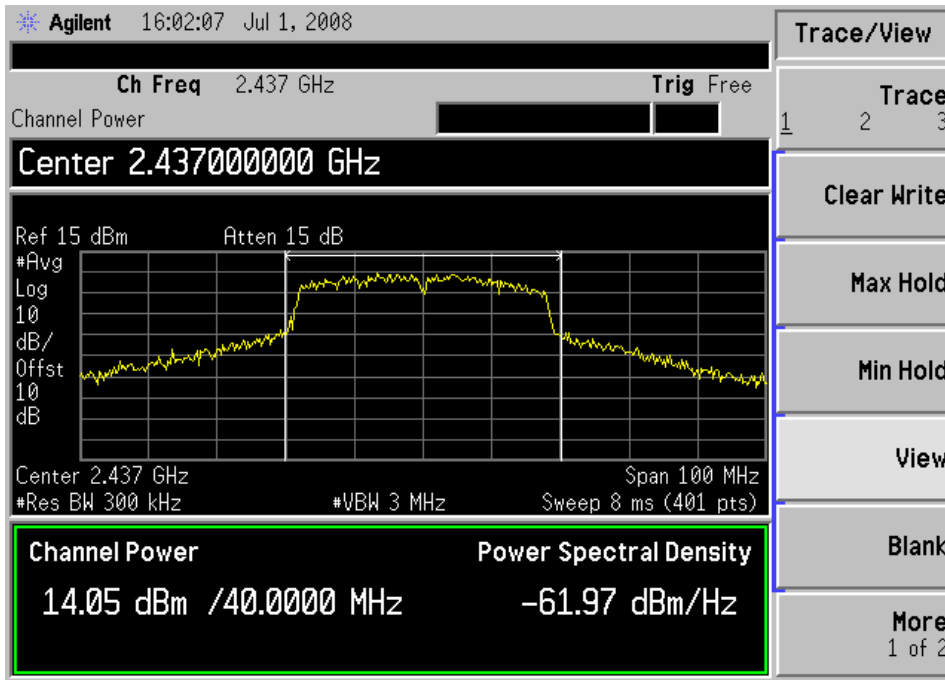 Agilent 16:02:07 Jul 1, 2008
Trace/View
Ch Freq 2.437 GHz Trig Free
Channel Power
Trace
1 2 3
Center 2.437000000 GHz
Clear Write
Ref 15 dBm Atten 15 dB
#Avg
Log
10
dB/
Offst
10
dB
Max Hold
Min Hold
Center 2.437 GHz Span 100 MHz
#Res BW 300 kHz #VBW 3 MHz Sweep 8 ms (401 pts)
View
Channel Power Power Spectral Density
14.05 dBm /40.0000 MHz -61.97 dBm/Hz
Blank
More
1 of 2